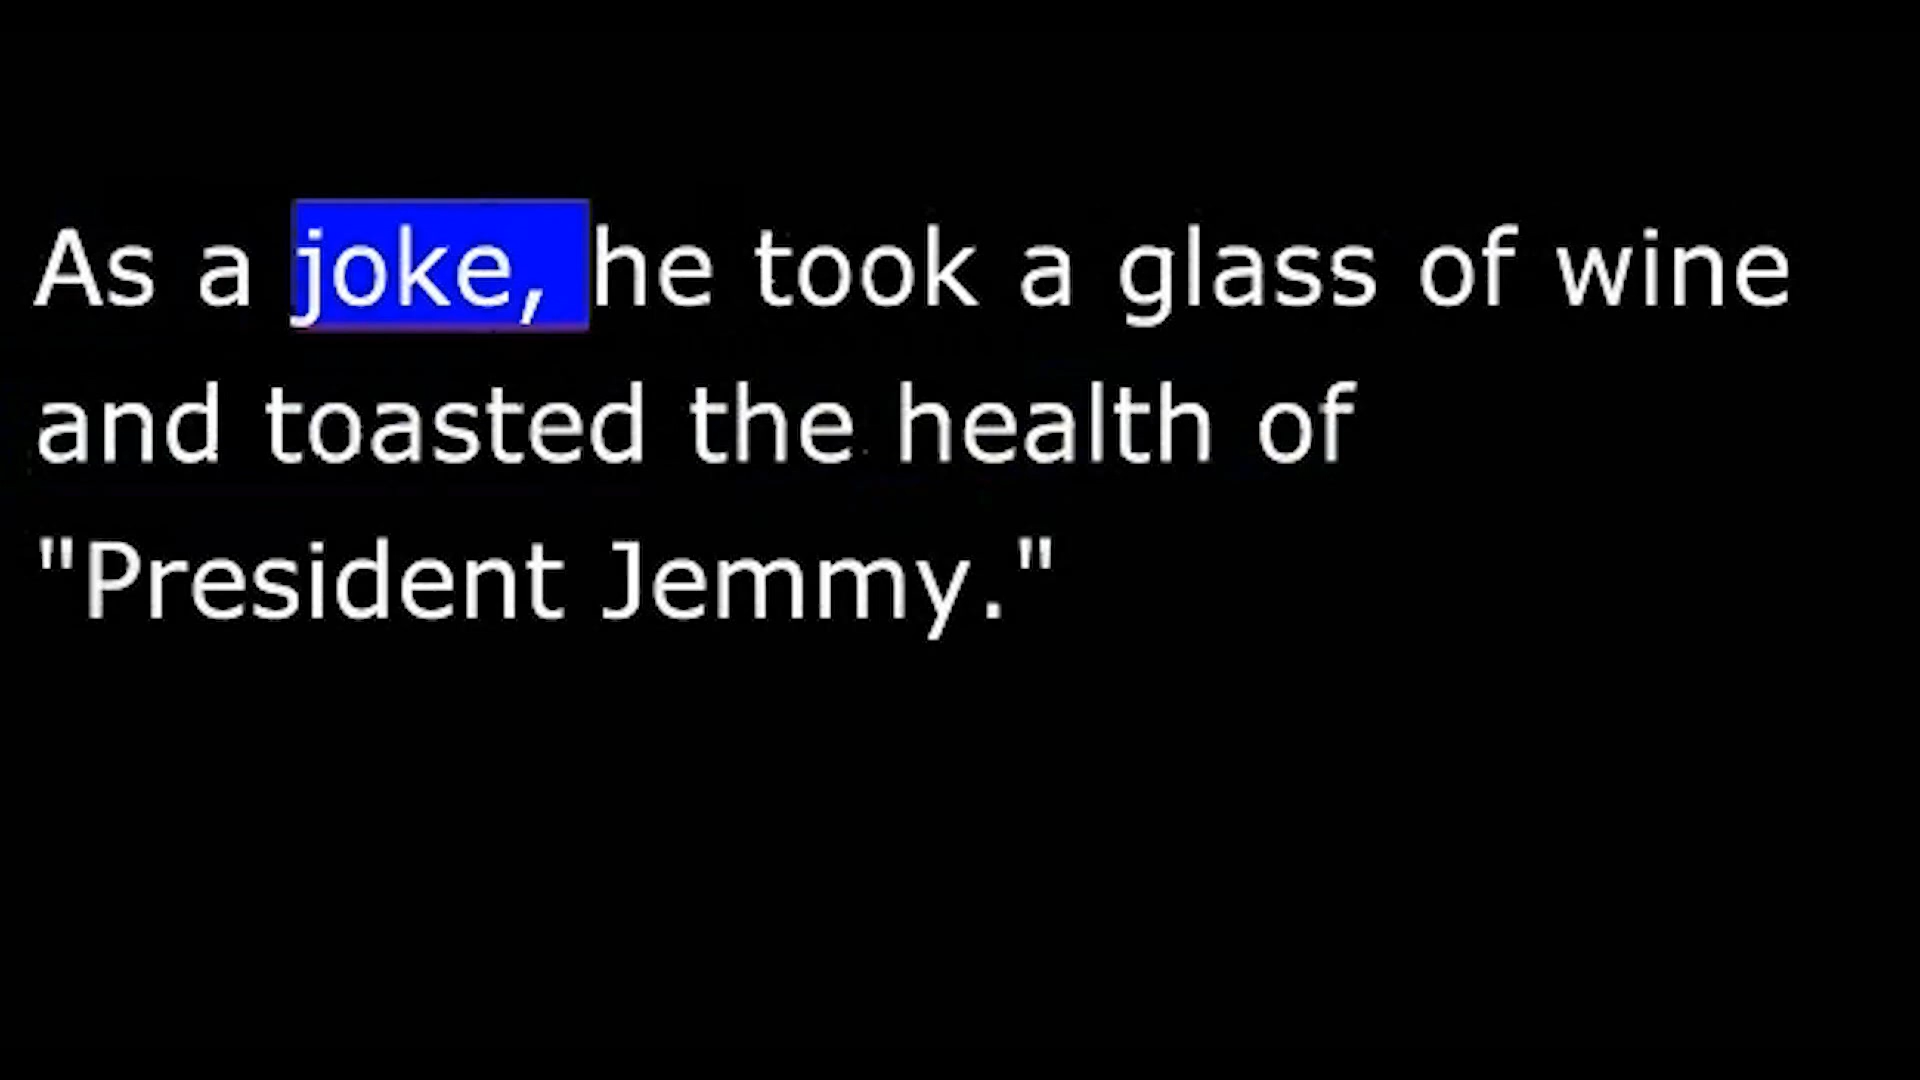 As a joke, he took a glass of wine
and toasted the health of
"President Jemmy."